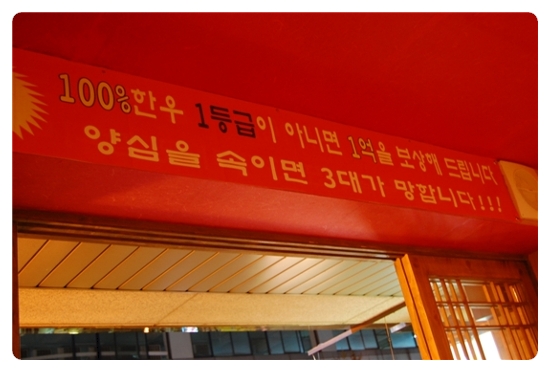 100%한우 1등급이 아니면 1억을 보상해 드립니다
양심을 속이면 3대가 망합니다!!!